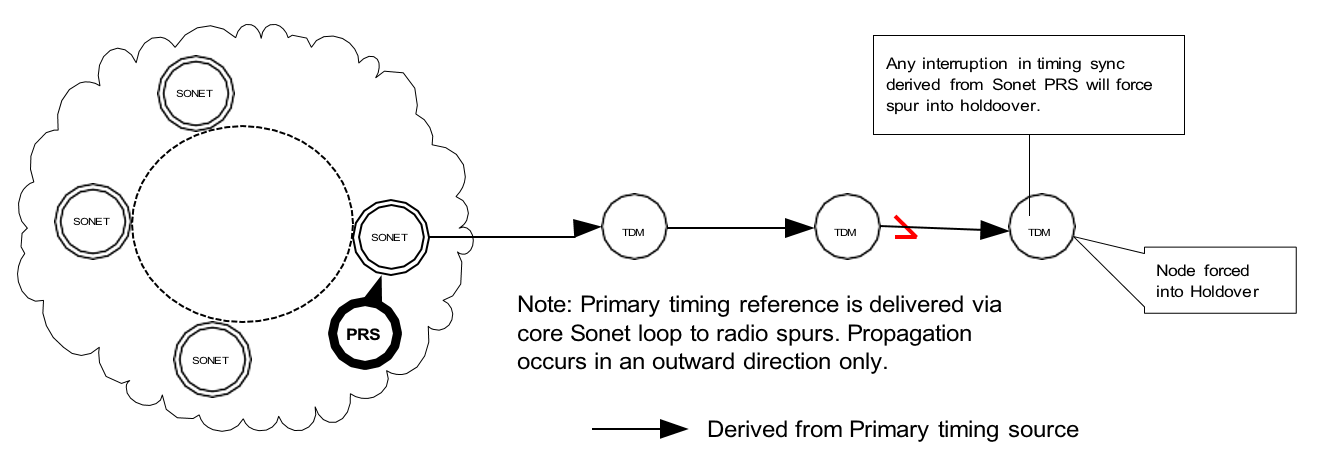 SONET
Any interruption in timing sync
derived from Sonet PRS will force
spur into holdoover.
SONET
SONET
TDM
TDM
TDM
Node forced
into Holdover
PRS
SONET
Note: Primary timing reference is delivered via
core Sonet loop to radio spurs. Propagation
occurs in an outward direction only.
Derived from Primary timing source